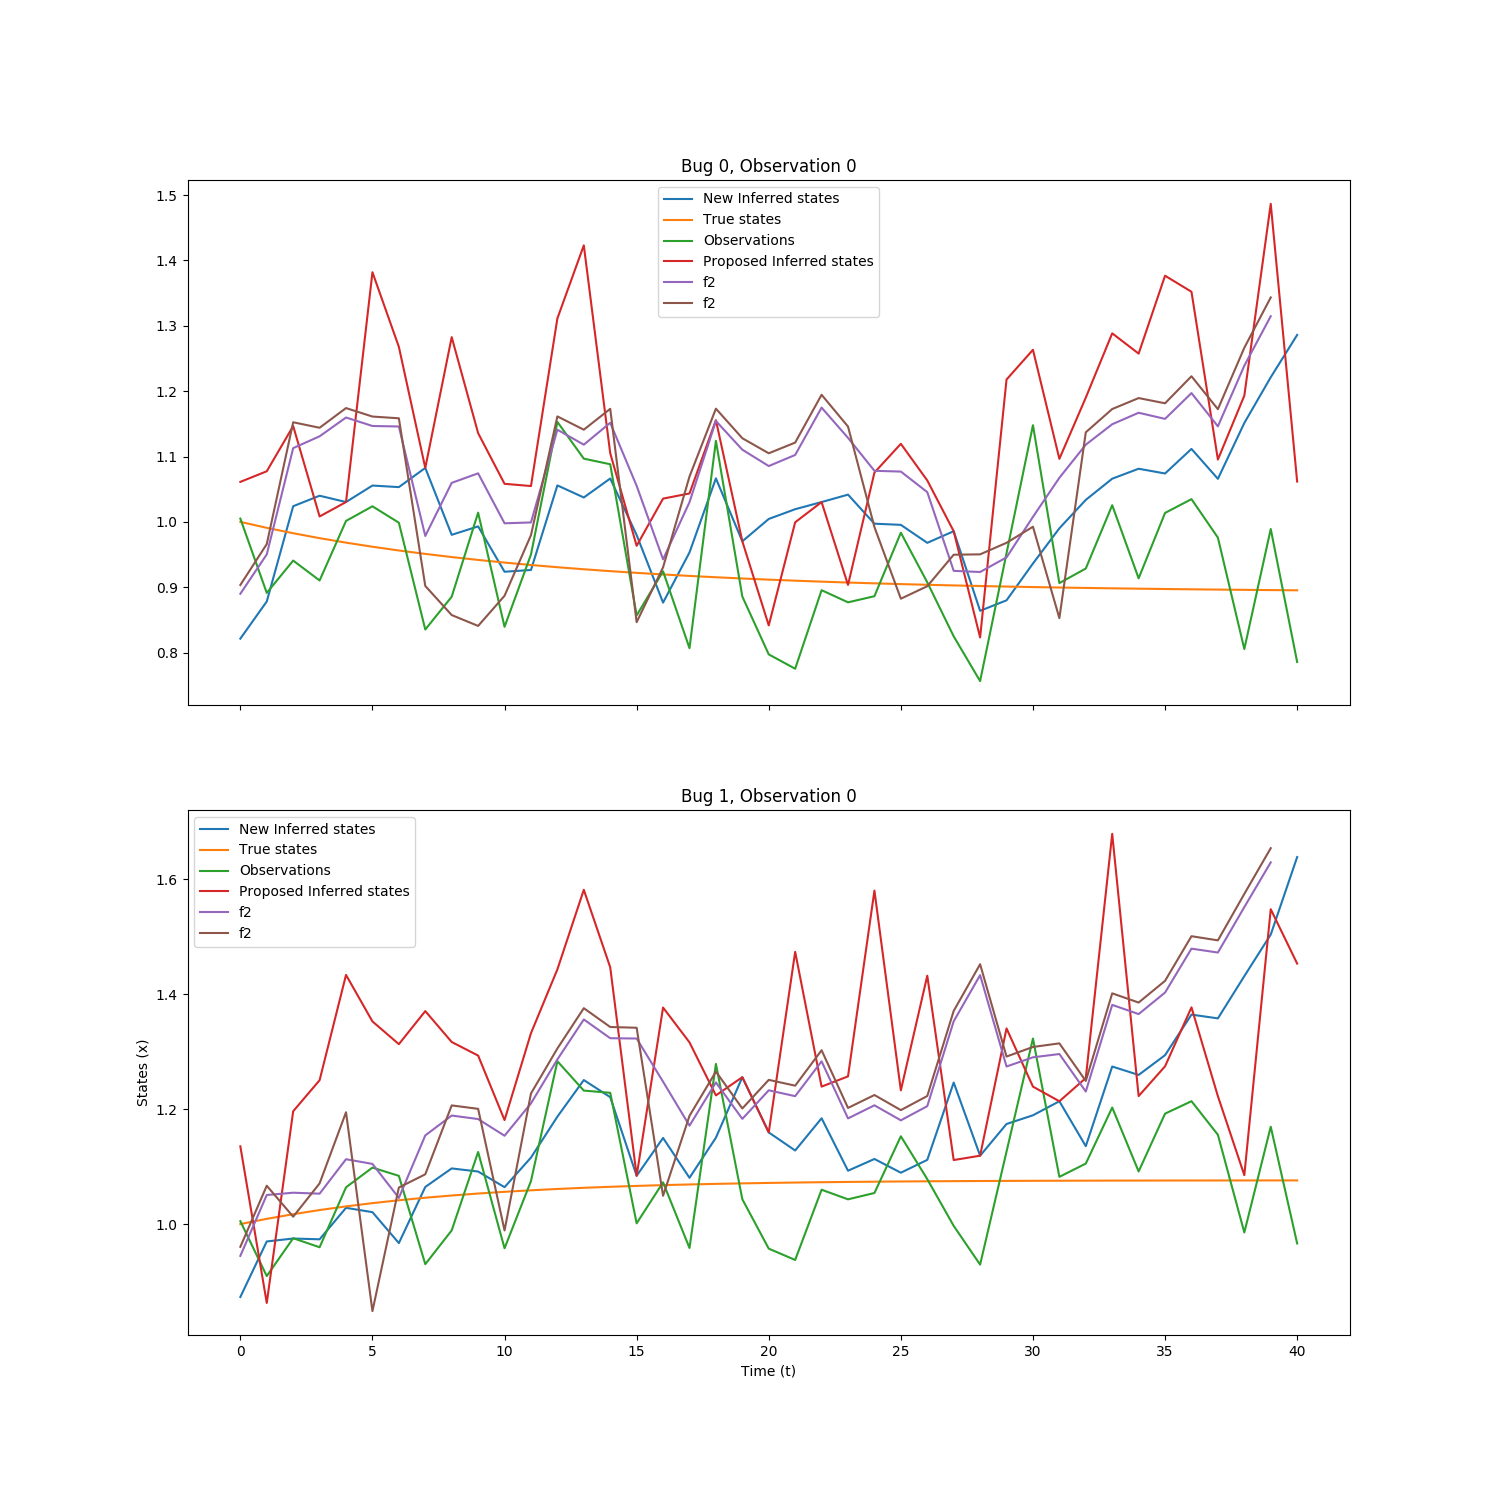 Bug 0, Observation 0
1.5
1.4
1.3
1.2
1.1
1.0
0.9
0.8
New Inferred states
True states
Observations
Proposed Inferred states
f2
f2
Bug 1, Observation 0
States (x)
1.6
1.4
1.2
1.0
New Inferred states
True states
Observations
Proposed Inferred states
f2
f2
0 5 10 15 20 25 30 35 40
Time (t)